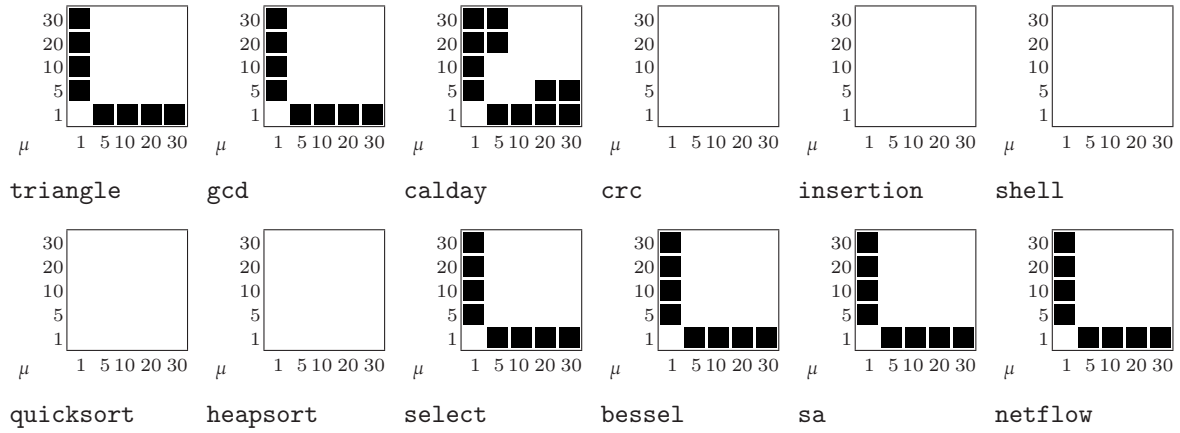 30 30 30 30 30 30
20 20 20 20 20 20
10 10 10 10 10 10
5 5 5 5 5 5
1 1 1 1 1 1
μ 1 5 10 20 30 μ 1 5 10 20 30 μ 1 5 10 20 30 μ 1 5 10 20 30 μ 1 5 10 20 30 μ 1 5 10 20 30
triangle gcd calday crc insertion shell
30 30 30 30 30 30
20 20 20 20 20 20
10 10 10 10 10 10
5 5 5 5 5 5
1 1 1 1 1 1
μ 1 5 10 20 30 μ 1 5 10 20 30 μ 1 5 10 20 30 μ 1 5 10 20 30 μ 1 5 10 20 30 μ 1 5 10 20 30
quicksort heapsort select bessel sa netflow